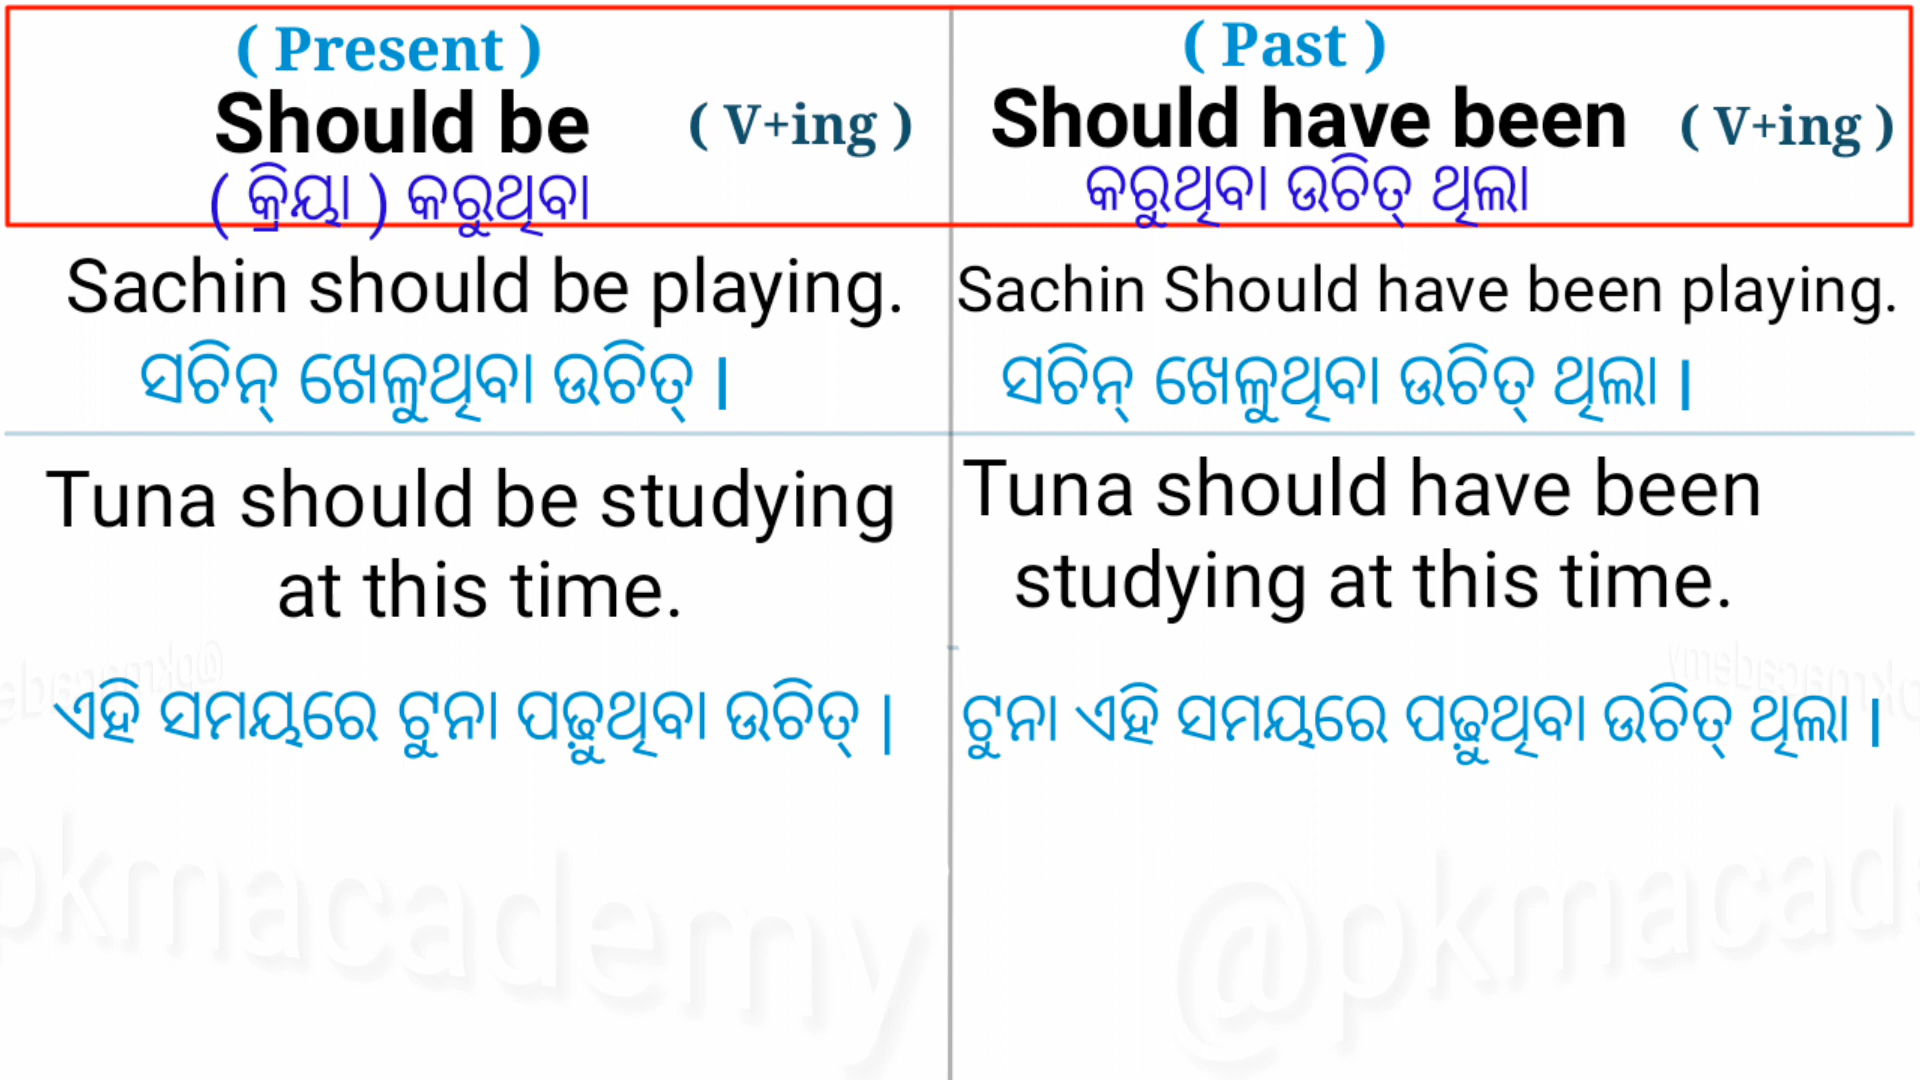 ( Present )
Should be ( V+ing )
( କ୍ରିୟା ) କରୁଥିବା
Sachin should be playing.
ସଚିନ୍ ଖେଳୁଥିବା ଉଚିତ୍ |
Tuna should be studying
at this time.
ଏହି ସମୟରେ ଟୁନା ପଢ଼ୁଥିବା ଉଚିତ୍ |
( Past )
Should have been ( V+ing )
କରୁଥିବା ଉଚିତ୍ ଥିଲା
Sachin Should have been playing.
ସଚିନ୍ ଖେଳୁଥିବା ଉଚିତ୍ ଥିଲା |
Tuna should have been
studying at this time.
ଟୁନା ଏହି ସମୟରେ ପଢ଼ୁଥିବା ଉଚିତ୍ ଥିଲା |
pkmacademy
@pkmacad